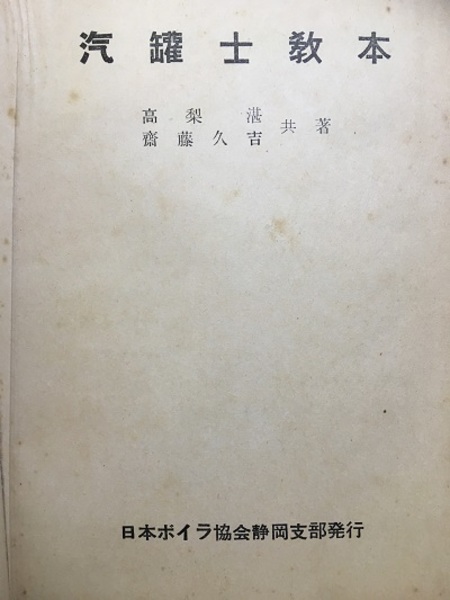 汽罐士教本
高梨湛
齋藤久吉共著
日本ボイラ協会静岡支部発行